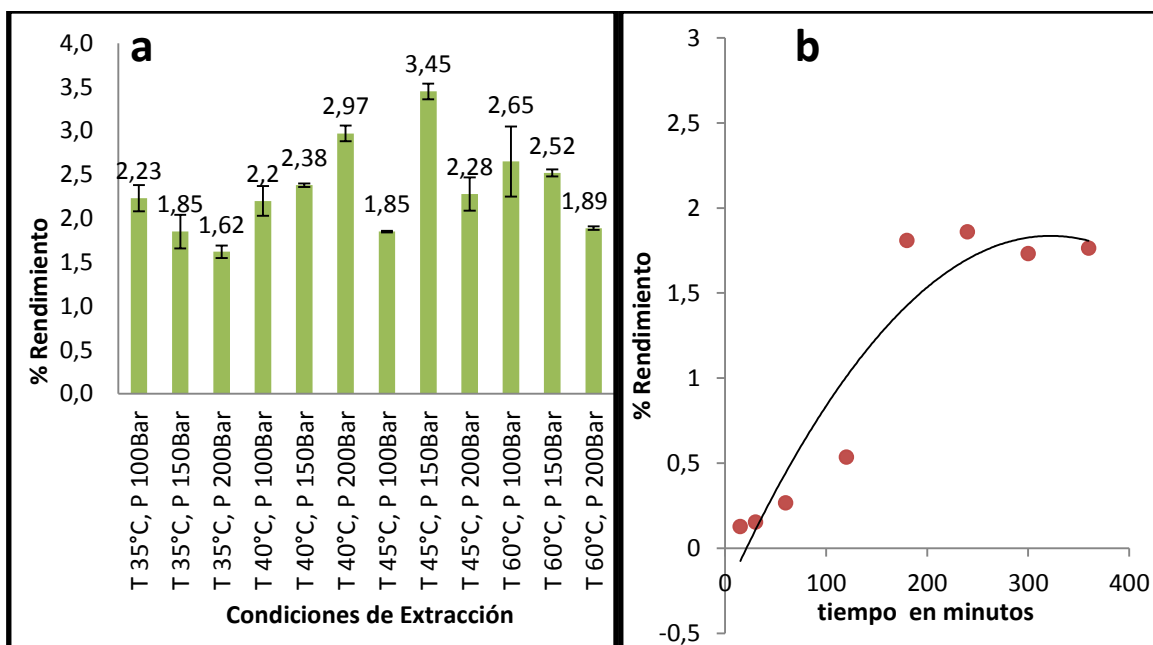 a
% Rendimiento
4,0
3,5
3,0
2,5
2,0
1,5
1,0
0,5
0,0
2,23
1,85
1,62
2,2
2,38
2,97
1,85
3,45
2,28
2,65
2,52
1,89
T 35°C, P 100Bar
T 35°C, P 150Bar
T 35°C, P 200Bar
T 40°C, P 100Bar
T 40°C, P 150Bar
T 40°C, P 200Bar
T 45°C, P 100Bar
T 45°C, P 150Bar
T 45°C, P 200Bar
T 60°C, P 100Bar
T 60°C, P 150Bar
T 60°C, P 200Bar
Condiciones de Extracción
b
% Rendimiento
3
2,5
2
1,5
1
0,5
0
-0,5
0
100
200
300
400
tiempo en minutos